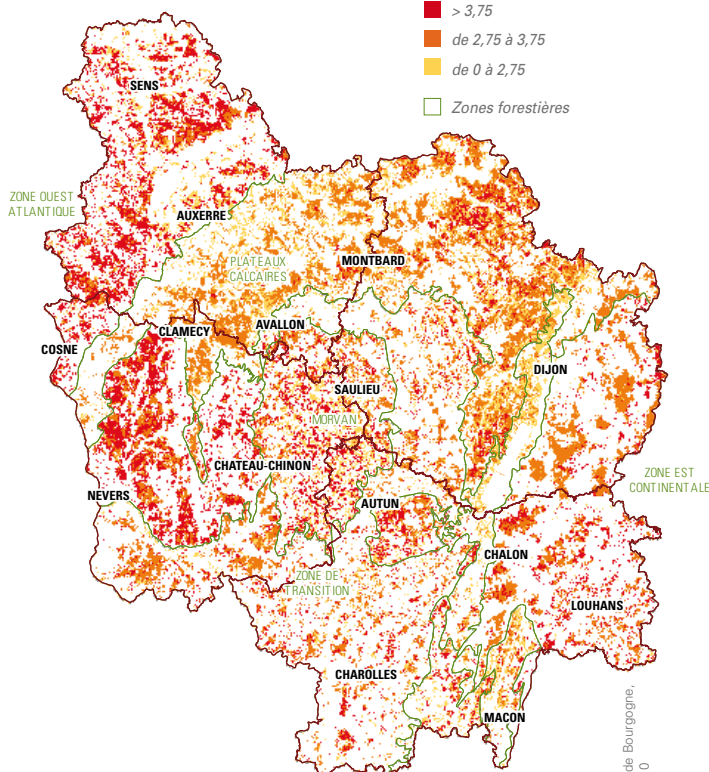 > 3,75
de 2,75 à 3,75
de 0 à 2,75
Zones forestières
SENS
ZONE OUEST
ATLANTIQUE
AUXERRE
PLATEAUX
CALCAIRES
MONTBARD
CLAMECY
AVALLON
COSNE
DIJON
SAULIEU
MORVAN
CHATEAU-CHINON
ZONE EST
CONTINENTALE
NEVERS
AUTUN
CHALON
ZONE DE
TRANSITION
LOUHANS
CHAROLLES
MACON
de Bourgogne,
0